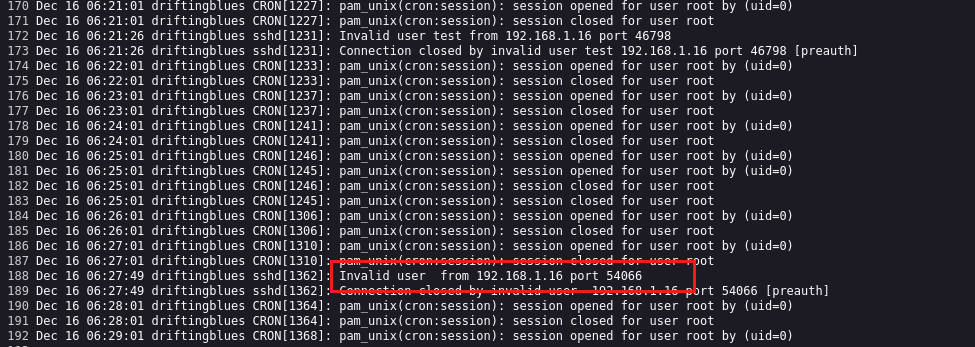 170 Dec 16 06:21:01 driftingblues CRON[1227]: pam_unix(cron:session): session opened for user root by (uid=0)
171 Dec 16 06:21:01 driftingblues CRON[1227]: pam_unix(cron:session): session closed for user root
172 Dec 16 06:21:26 driftingblues sshd[1231]: Invalid user test from 192.168.1.16 port 46798
173 Dec 16 06:21:26 driftingblues sshd[1231]: Connection closed by invalid user test 192.168.1.16 port 46798 [preauth]
174 Dec 16 06:22:01 driftingblues CRON[1233]: pam_unix(cron:session): session opened for user root by (uid=0)
175 Dec 16 06:22:01 driftingblues CRON[1233]: pam_unix(cron:session): session closed for user root
176 Dec 16 06:23:01 driftingblues CRON[1237]: pam_unix(cron:session): session opened for user root by (uid=0)
177 Dec 16 06:23:01 driftingblues CRON[1237]: pam_unix(cron:session): session closed for user root
178 Dec 16 06:24:01 driftingblues CRON[1241]: pam_unix(cron:session): session opened for user root by (uid=0)
179 Dec 16 06:24:01 driftingblues CRON[1241]: pam_unix(cron:session): session closed for user root
180 Dec 16 06:25:01 driftingblues CRON[1246]: pam_unix(cron:session): session opened for user root by (uid=0)
181 Dec 16 06:25:01 driftingblues CRON[1245]: pam_unix(cron:session): session opened for user root by (uid=0)
182 Dec 16 06:25:01 driftingblues CRON[1246]: pam_unix(cron:session): session closed for user root
183 Dec 16 06:25:01 driftingblues CRON[1245]: pam_unix(cron:session): session closed for user root
184 Dec 16 06:26:01 driftingblues CRON[1306]: pam_unix(cron:session): session opened for user root by (uid=0)
185 Dec 16 06:26:01 driftingblues CRON[1306]: pam_unix(cron:session): session closed for user root
186 Dec 16 06:27:01 driftingblues CRON[1310]: pam_unix(cron:session): session opened for user root by (uid=0)
187 Dec 16 06:27:01 driftingblues CRON[1310]: pam_unix(cron:session): session closed for user root
188 Dec 16 06:27:49 driftingblues sshd[1362]: Invalid user  from 192.168.1.16 port 54066
189 Dec 16 06:27:49 driftingblues sshd[1362]: Connection closed by invalid user  192.168.1.16 port 54066 [preauth]
190 Dec 16 06:28:01 driftingblues CRON[1364]: pam_unix(cron:session): session opened for user root by (uid=0)
191 Dec 16 06:28:01 driftingblues CRON[1364]: pam_unix(cron:session): session closed for user root
192 Dec 16 06:29:01 driftingblues CRON[1368]: pam_unix(cron:session): session opened for user root by (uid=0)